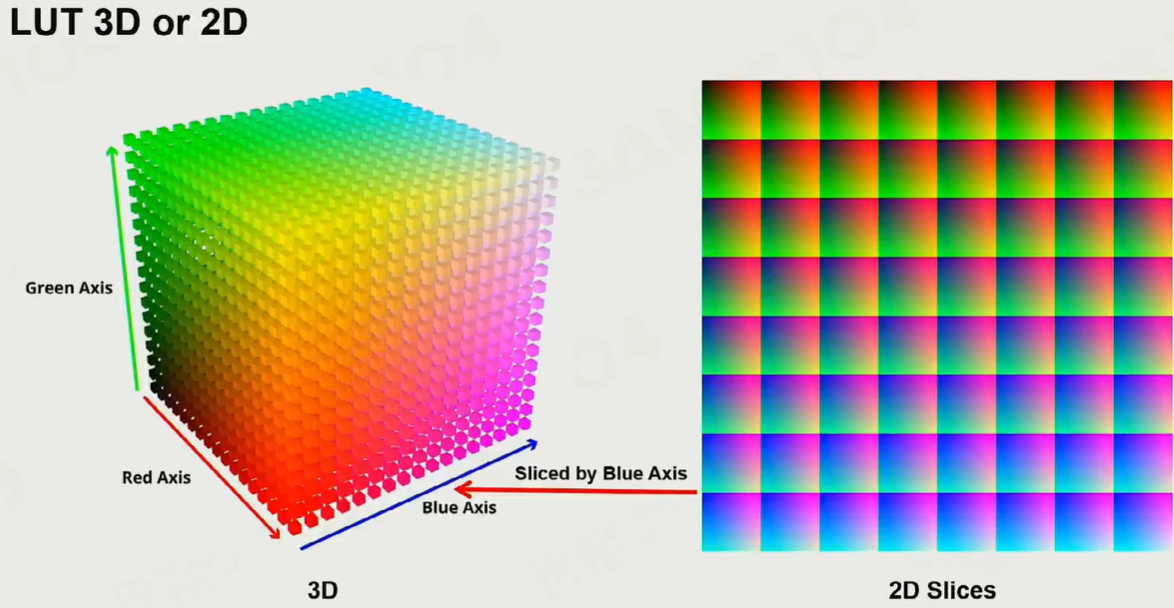 LUT 3D or 2D
Green Axis
Red Axis
Sliced by Blue Axis
Blue Axis
3D
2D Slices